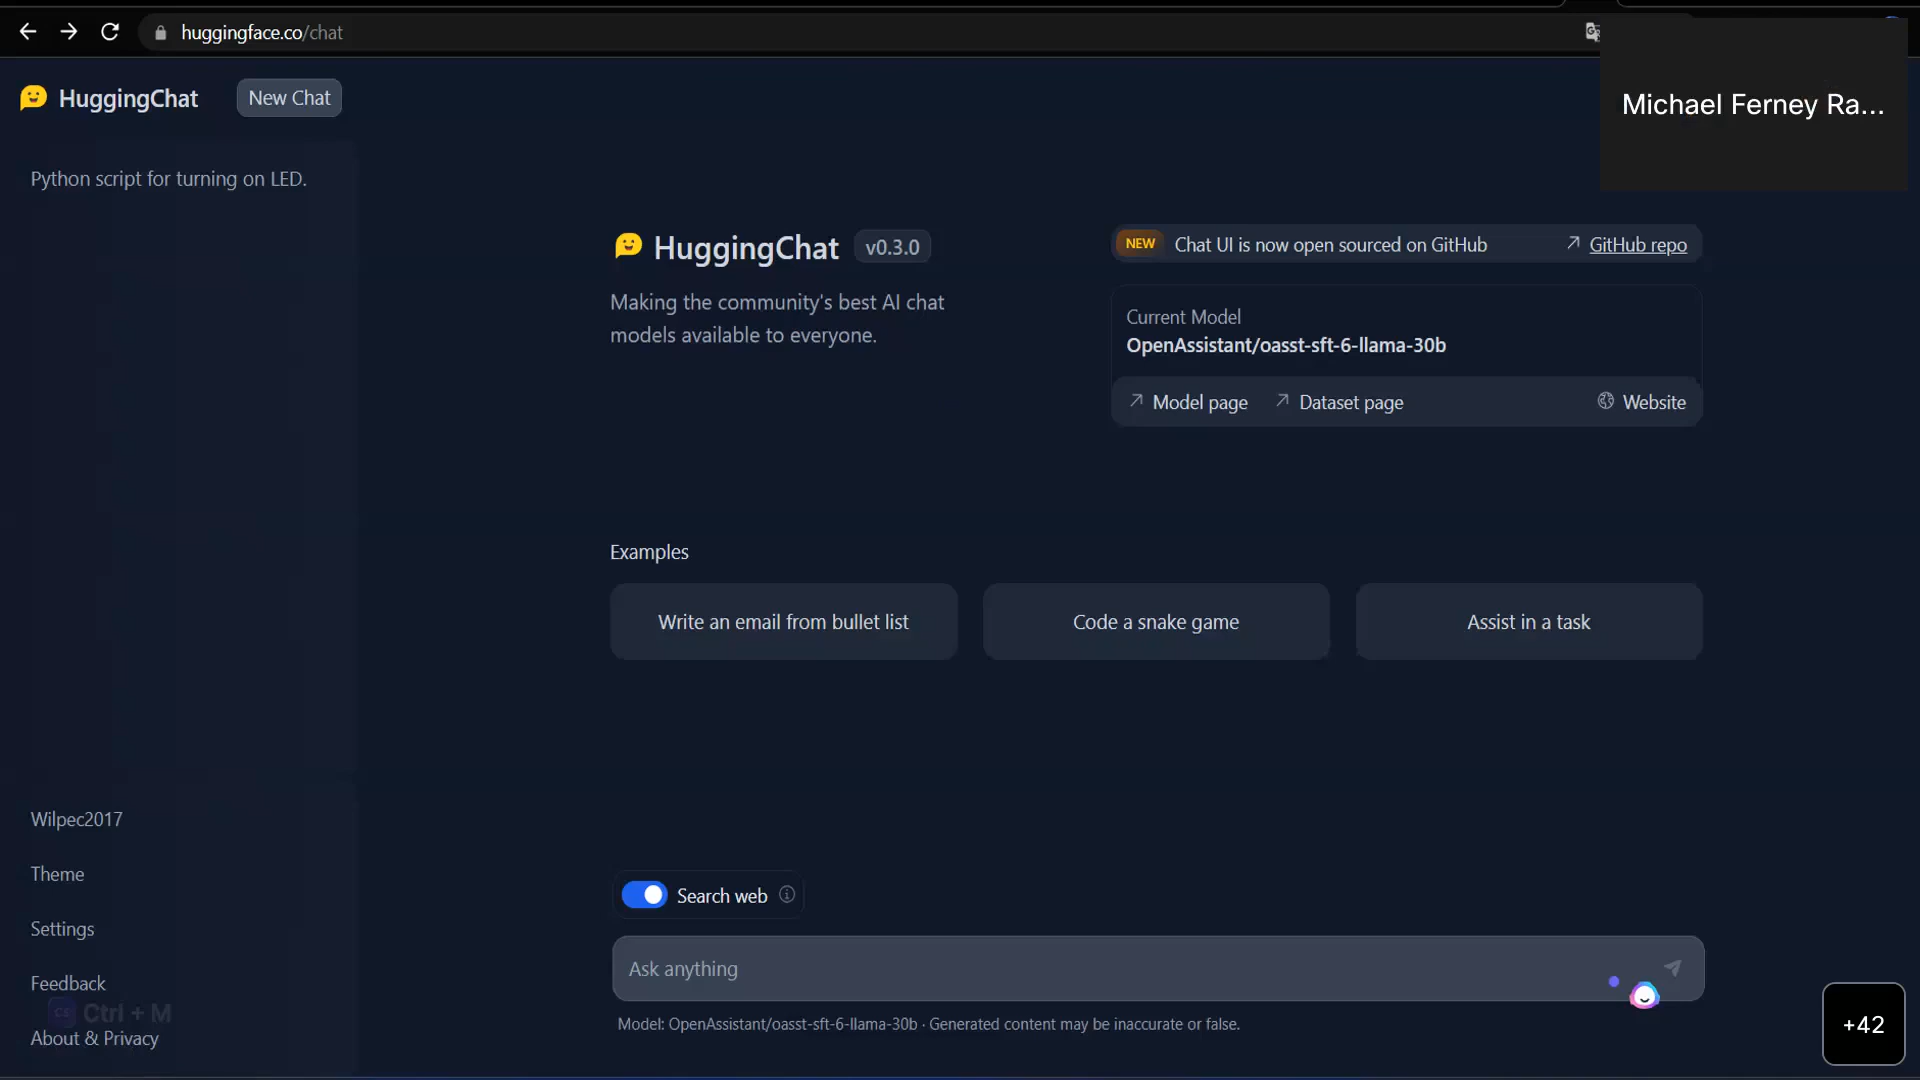 huggingface.co/chat
Michael Ferney Ra...
HuggingChat
New Chat
Python script for turning on LED.
HuggingChat v0.3.0
Making the community's best AI chat
models available to everyone.
NEW Chat UI is now open sourced on GitHub GitHub repo
Current Model
OpenAssistant/oasst-sft-6-llama-30b
Model page Dataset page Website
Examples
Write an email from bullet list
Code a snake game
Assist in a task
Wilpec2017
Theme
Settings
Feedback
Ctrl + M
About & Privacy
Search web
Ask anything
Model: OpenAssistant/oasst-sft-6-llama-30b · Generated content may be inaccurate or false.
+42